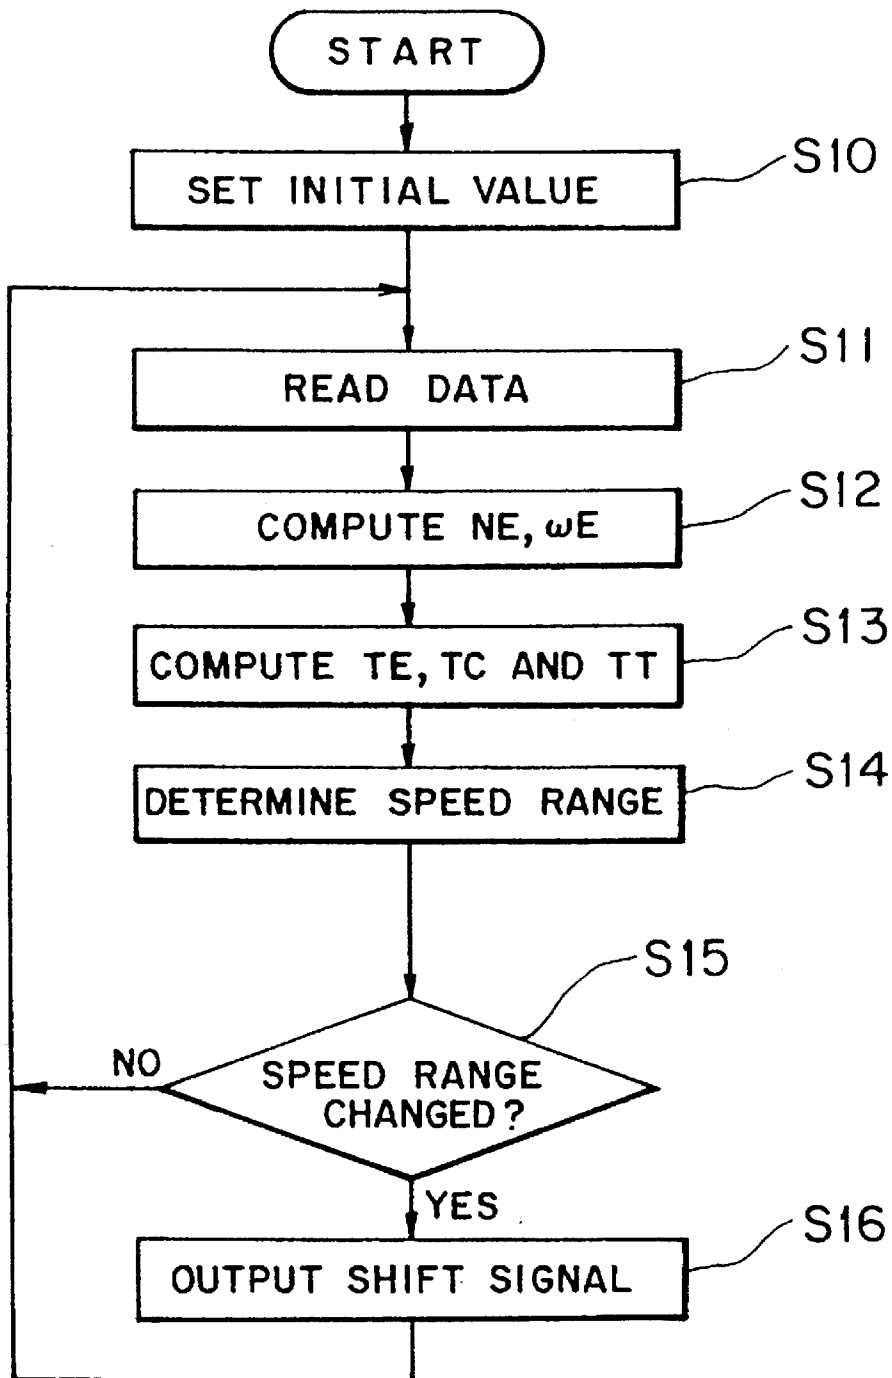 START
SET INITIAL VALUE
S10
READ DATA
S11
COMPUTE NE, ωE
S12
COMPUTE TE, TC AND TT
S13
DETERMINE SPEED RANGE
S14
S15
NO
SPEED RANGE
CHANGED?
YES
OUTPUT SHIFT SIGNAL
S16